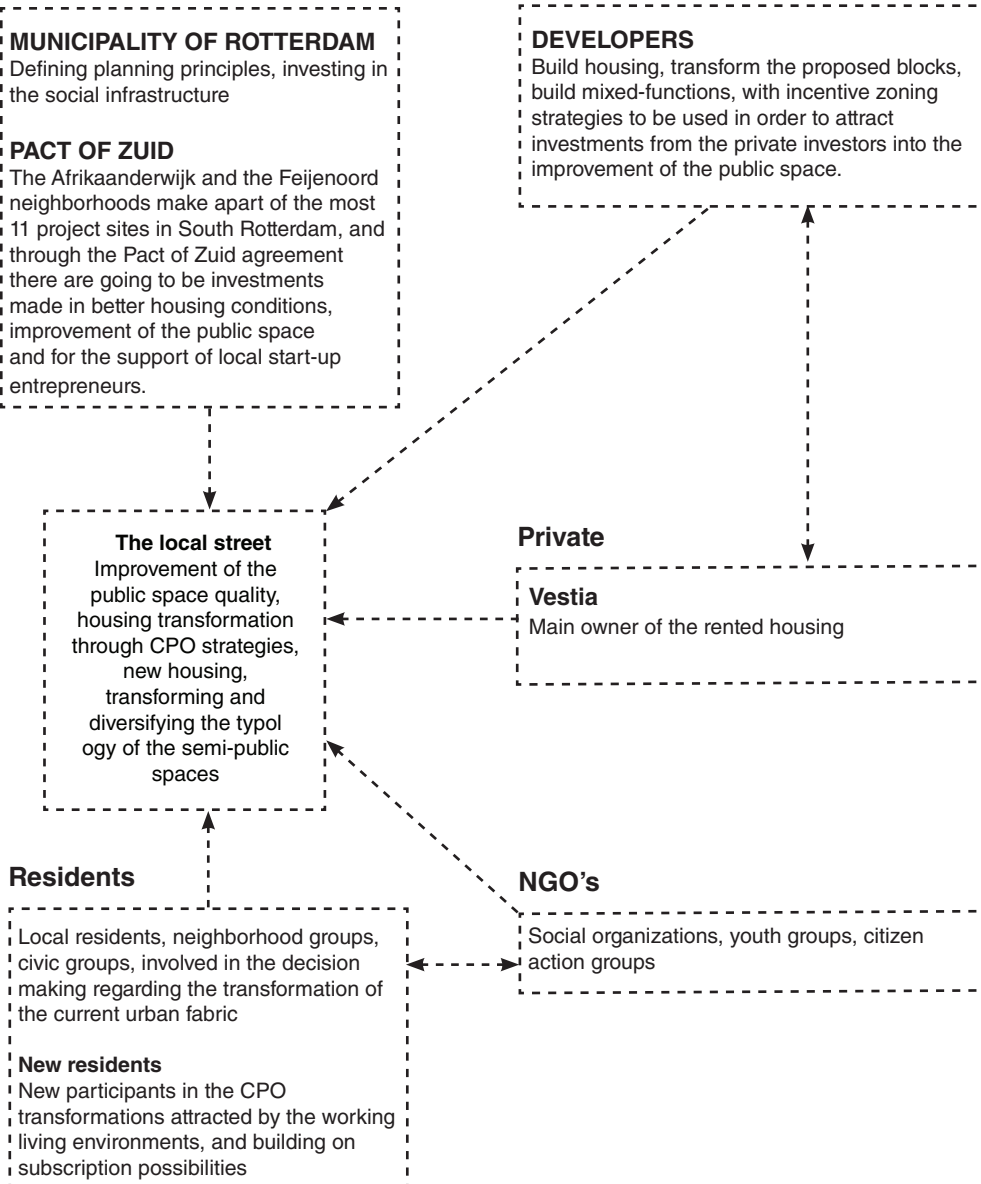 MUNICIPALITY OF ROTTERDAM
Defining planning principles, investing in
the social infrastructure
PACT OF ZUID
The Afrikaanderwijk and the Feijenoord
neighborhoods make apart of the most
11 project sites in South Rotterdam, and
through the Pact of Zuid agreement
there are going to be investments
made in better housing conditions,
improvement of the public space
and for the support of local start-up
entrepreneurs.
DEVELOPERS
Build housing, transform the proposed blocks,
build mixed-functions, with incentive zoning
strategies to be used in order to attract
investments from the private investors into the
improvement of the public space.
The local street
Improvement of the
public space quality,
housing transformation
through CPO strategies,
new housing,
transforming and
diversifying the typol
ogy of the semi-public
spaces
Private
Vestia
Main owner of the rented housing
Residents
Local residents, neighborhood groups,
civic groups, involved in the decision
making regarding the transformation of
the current urban fabric
New residents
New participants in the CPO
transformations attracted by the working
living environments, and building on
subscription possibilities
NGO's
Social organizations, youth groups, citizen
action groups